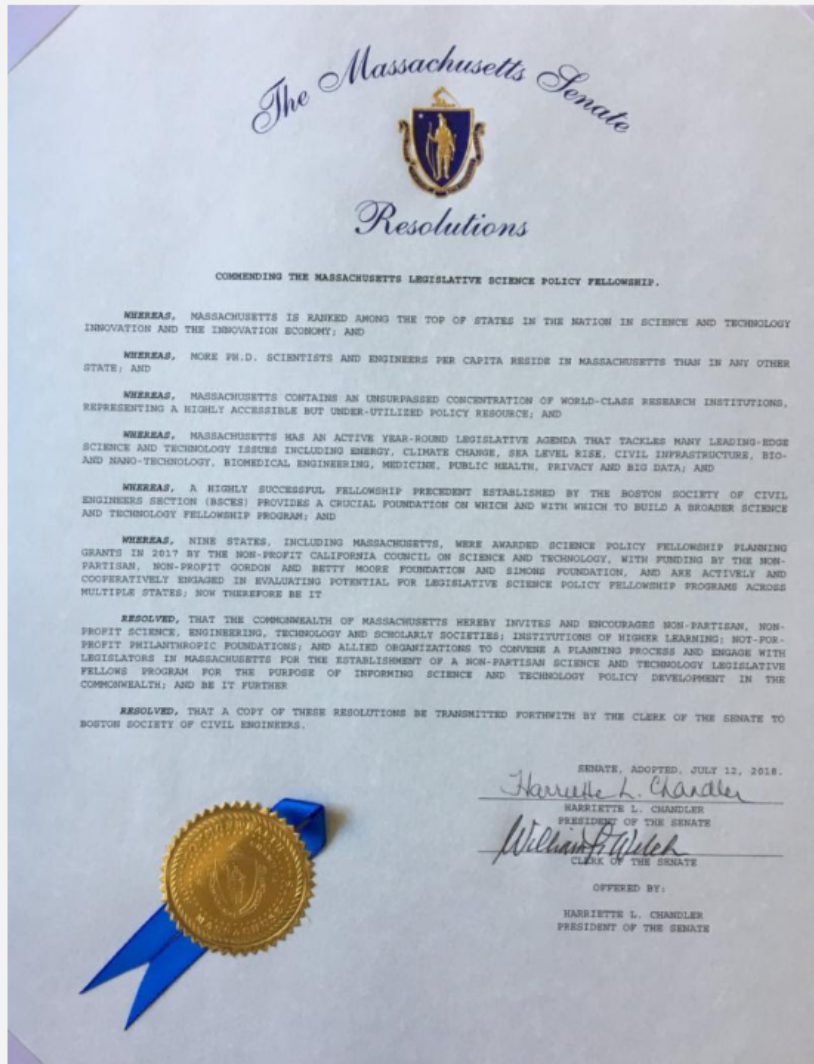 The Massachusetts Senate
Resolutions
COMMENDING THE MASSACHUSETTS LEGISLATIVE SCIENCE POLICY FELLOWSHIP.
WHEREAS, MASSACHUSETTS IS RANKED AMONG THE TOP OF STATES IN THE NATION IN SCIENCE AND TECHNOLOGY
INNOVATION AND THE INNOVATION ECONOMY; AND
WHEREAS, MORE PH.D. SCIENTISTS AND ENGINEERS PER CAPITA RESIDE IN MASSACHUSETTS THAN IN ANY OTHER
STATE; AND
WHEREAS, MASSACHUSETTS CONTAINS AN UNSURPASSED CONCENTRATION OF WORLD-CLASS RESEARCH INSTITUTIONS,
REPRESENTING A HIGHLY ACCESSIBLE BUT UNDER-UTILIZED POLICY RESOURCE; AND
WHEREAS, MASSACHUSETTS HAS AN ACTIVE YEAR-ROUND LEGISLATIVE AGENDA THAT TACKLES MANY LEADING-EDGE
SCIENCE AND TECHNOLOGY ISSUES INCLUDING ENERGY, CLIMATE CHANGE, SEA LEVEL RISE, CIVIL INFRASTRUCTURE, BIO-
AND NANO-TECHNOLOGY, BIOMEDICAL ENGINEERING, MEDICINE, PUBLIC HEALTH, PRIVACY AND BIG DATA; AND
WHEREAS, A HIGHLY SUCCESSFUL FELLOWSHIP PRECEDENT ESTABLISHED BY THE BOSTON SOCIETY OF CIVIL
ENGINEERS SECTION (BSCES) PROVIDES A CRUCIAL FOUNDATION ON WHICH AND WITH WHICH TO BUILD A BROADER SCIENCE
AND TECHNOLOGY FELLOWSHIP PROGRAM; AND
WHEREAS, NINE STATES, INCLUDING MASSACHUSETTS, WERE AWARDED SCIENCE POLICY FELLOWSHIP PLANNING
GRANTS IN 2017 BY THE NON-PROFIT CALIFORNIA COUNCIL ON SCIENCE AND TECHNOLOGY, WITH FUNDING BY THE NON-
PARTISAN, NON-PROFIT GORDON AND BETTY MOORE FOUNDATION AND SIMONS FOUNDATION, AND ARE ACTIVELY AND
COOPERATIVELY ENGAGED IN EVALUATING POTENTIAL FOR LEGISLATIVE SCIENCE POLICY FELLOWSHIP PROGRAMS ACROSS
MULTIPLE STATES; NOW THEREFORE BE IT
RESOLVED, THAT THE COMMONWEALTH OF MASSACHUSETTS HEREBY INVITES AND ENCOURAGES NON-PARTISAN, NON-
PROFIT SCIENCE, ENGINEERING, TECHNOLOGY AND SCHOLARLY SOCIETIES; INSTITUTIONS OF HIGHER LEARNING; NOT-FOR-
PROFIT PHILANTHROPIC FOUNDATIONS; AND ALLIED ORGANIZATIONS TO CONVENE A PLANNING PROCESS AND ENGAGE WITH
LEGISLATORS IN MASSACHUSETTS FOR THE ESTABLISHMENT OF A NON-PARTISAN SCIENCE AND TECHNOLOGY LEGISLATIVE
FELLOWS PROGRAM FOR THE PURPOSE OF INFORMING SCIENCE AND TECHNOLOGY POLICY DEVELOPMENT IN THE
COMMONWEALTH; AND BE IT FURTHER
RESOLVED, THAT A COPY OF THESE RESOLUTIONS BE TRANSMITTED FORTHWITH BY THE CLERK OF THE SENATE TO
BOSTON SOCIETY OF CIVIL ENGINEERS.
SENATE, ADOPTED, JULY 12, 2018.
Harriette L. Chandler
HARRIETTE L. CHANDLER
PRESIDENT OF THE SENATE
William F. Welch
CLERK OF THE SENATE
OFFERED BY:
HARRIETTE L. CHANDLER
PRESIDENT OF THE SENATE